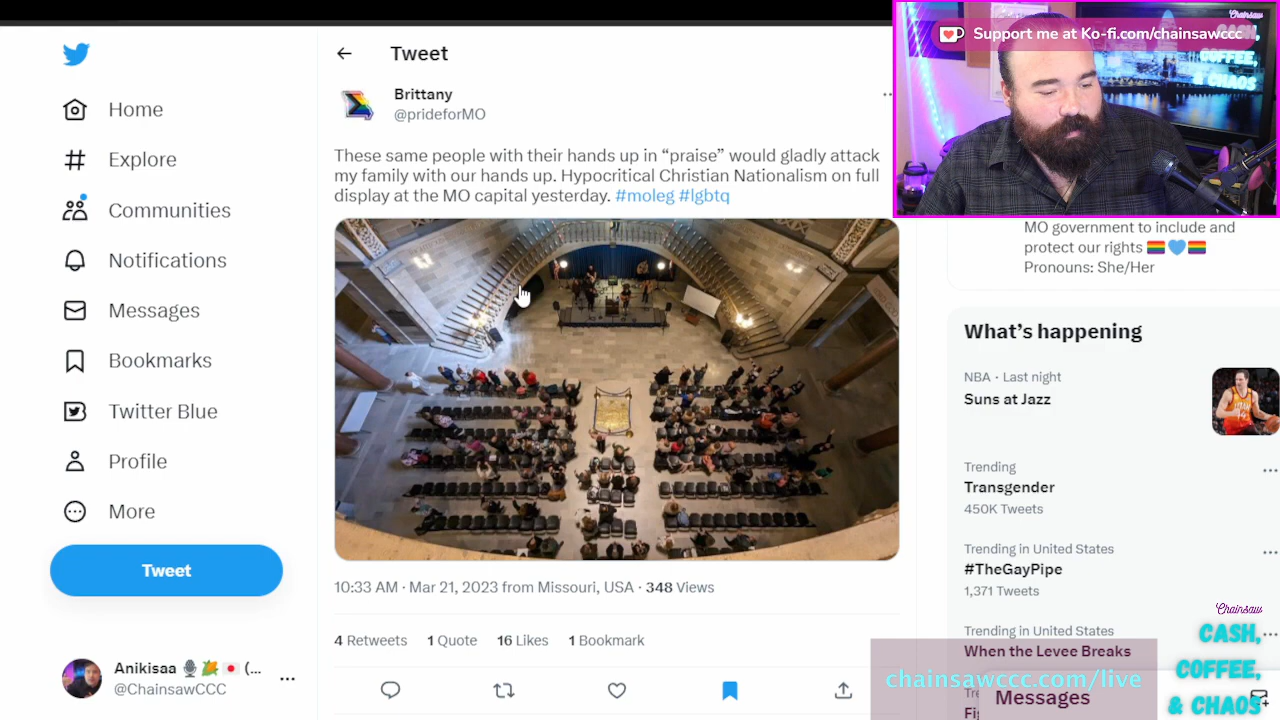 Home
Explore
Communities
Notifications
Messages
Bookmarks
Twitter Blue
Profile
More
Tweet
Anikisaa 🎙️🌽🇯🇵 (...
@ChainsawCCC
Tweet
Brittany
@prideforMO
These same people with their hands up in “praise” would gladly attack
my family with our hands up. Hypocritical Christian Nationalism on full
display at the MO capital yesterday. #moleg #lgbtq
10:33 AM · Mar 21, 2023 from Missouri, USA · 348 Views
4 Retweets 1 Quote 16 Likes 1 Bookmark
Support me at Ko-fi.com/chainsawccc
Chainsaw
CASH,
COFFEE,
& CHAOS
MO government to include and
protect our rights 🏳️‍🌈💙🏳️‍🌈
Pronouns: She/Her
What’s happening
NBA · Last night
Suns at Jazz
Trending
Transgender
450K Tweets
Trending in United States
#TheGayPipe
1,371 Tweets
Trending in United States
When the Levee Breaks
chainsawccc.com/live
Messages
Chainsaw
CASH,
COFFEE,
& CHAOS